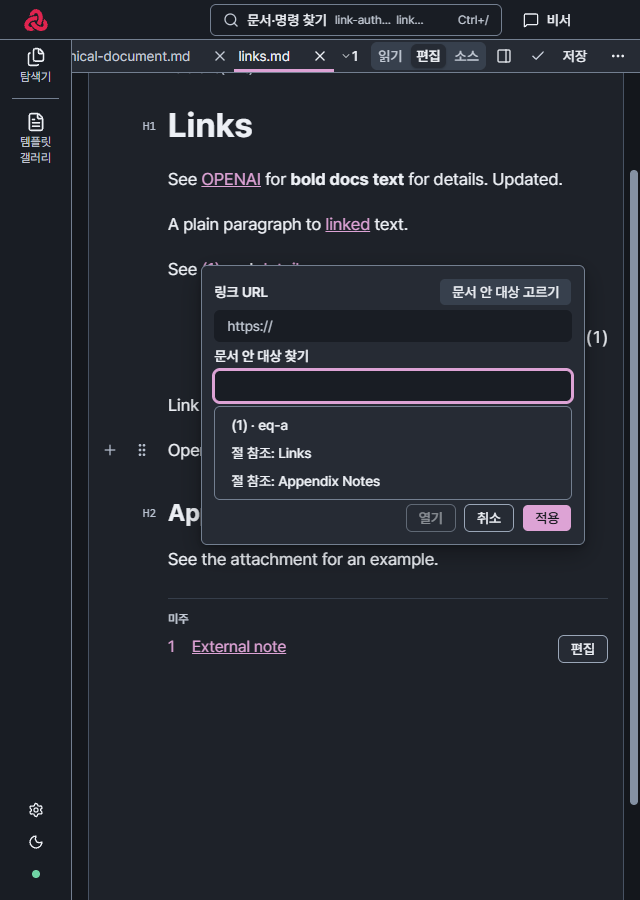 문서·명령 찾기 link-auth... link... Ctrl+/
비서
탐색기
템플릿
갤러리
nical-document.md
links.md
1
읽기 편집 소스
저장
H1 Links
See OPENAI for bold docs text for details. Updated.
A plain paragraph to linked text.
See
링크 URL
문서 안 대상 고르기
https://
(1)
문서 안 대상 찾기
Link
(1) · eq-a
절 참조: Links
절 참조: Appendix Notes
열기 취소 적용
H2
See the attachment for an example.
미주
1 External note
편집